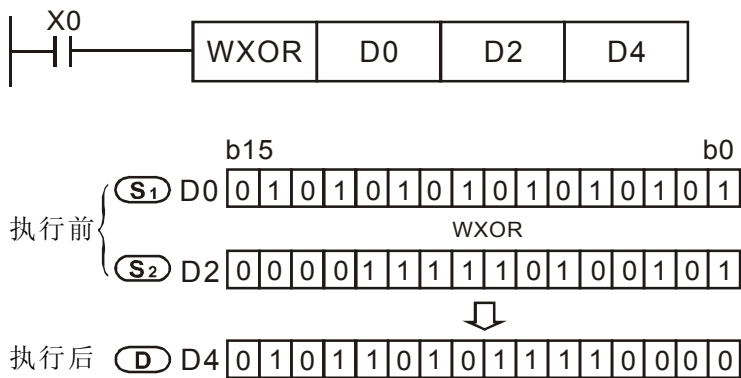 X0
WXOR D0 D2 D4
b15 b0
S1 D0 0 1 0 1 0 1 0 1 0 1 0 1 0 1 0 1
执行前 WXOR
S2 D2 0 0 0 0 1 1 1 1 1 0 1 0 0 1 0 1
执行后 D D4 0 1 0 1 1 0 1 0 1 1 1 1 0 0 0 0